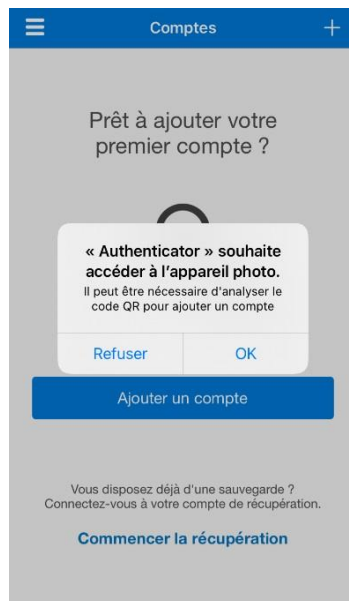 Comptes
Prêt à ajouter votre
premier compte ?
« Authenticator » souhaite
accéder à l'appareil photo.
Il peut être nécessaire d'analyser le
code QR pour ajouter un compte
Refuser
OK
Ajouter un compte
Vous disposez déjà d'une sauvegarde ?
Connectez-vous à votre compte de récupération.
Commencer la récupération